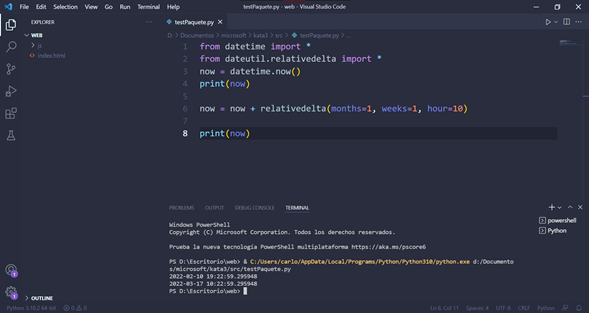 File Edit Selection View Go Run Terminal Help
testPaquete.py - web - Visual Studio Code
EXPLORER
testPaquete.py
WEB
D: > Documentos > microsoft > kata3 > src > testPaquete.py > ...
js
index.html
1 from datetime import *
2 from dateutil.relativedelta import *
3 now = datetime.now()
4 print(now)
5
6 now = now + relativedelta(months=1, weeks=1, hour=10)
7
8 print(now)
PROBLEMS OUTPUT DEBUG CONSOLE TERMINAL
powershell
Python
Windows PowerShell
Copyright (C) Microsoft Corporation. Todos los derechos reservados.
Prueba la nueva tecnología PowerShell multiplataforma https://aka.ms/pscore6
PS D:\Escritorio\web> & C:/Users/carlo/AppData/Local/Programs/Python/Python310/python.exe d:/Documento
s/microsoft/kata3/src/testPaquete.py
2022-02-10 19:22:59.295948
2022-03-17 10:22:59.295948
PS D:\Escritorio\web>
OUTLINE
Python 3.10.2 64-bit 0 0 Ln 8, Col 11 Spaces: 4 UTF-8 CRLF Python